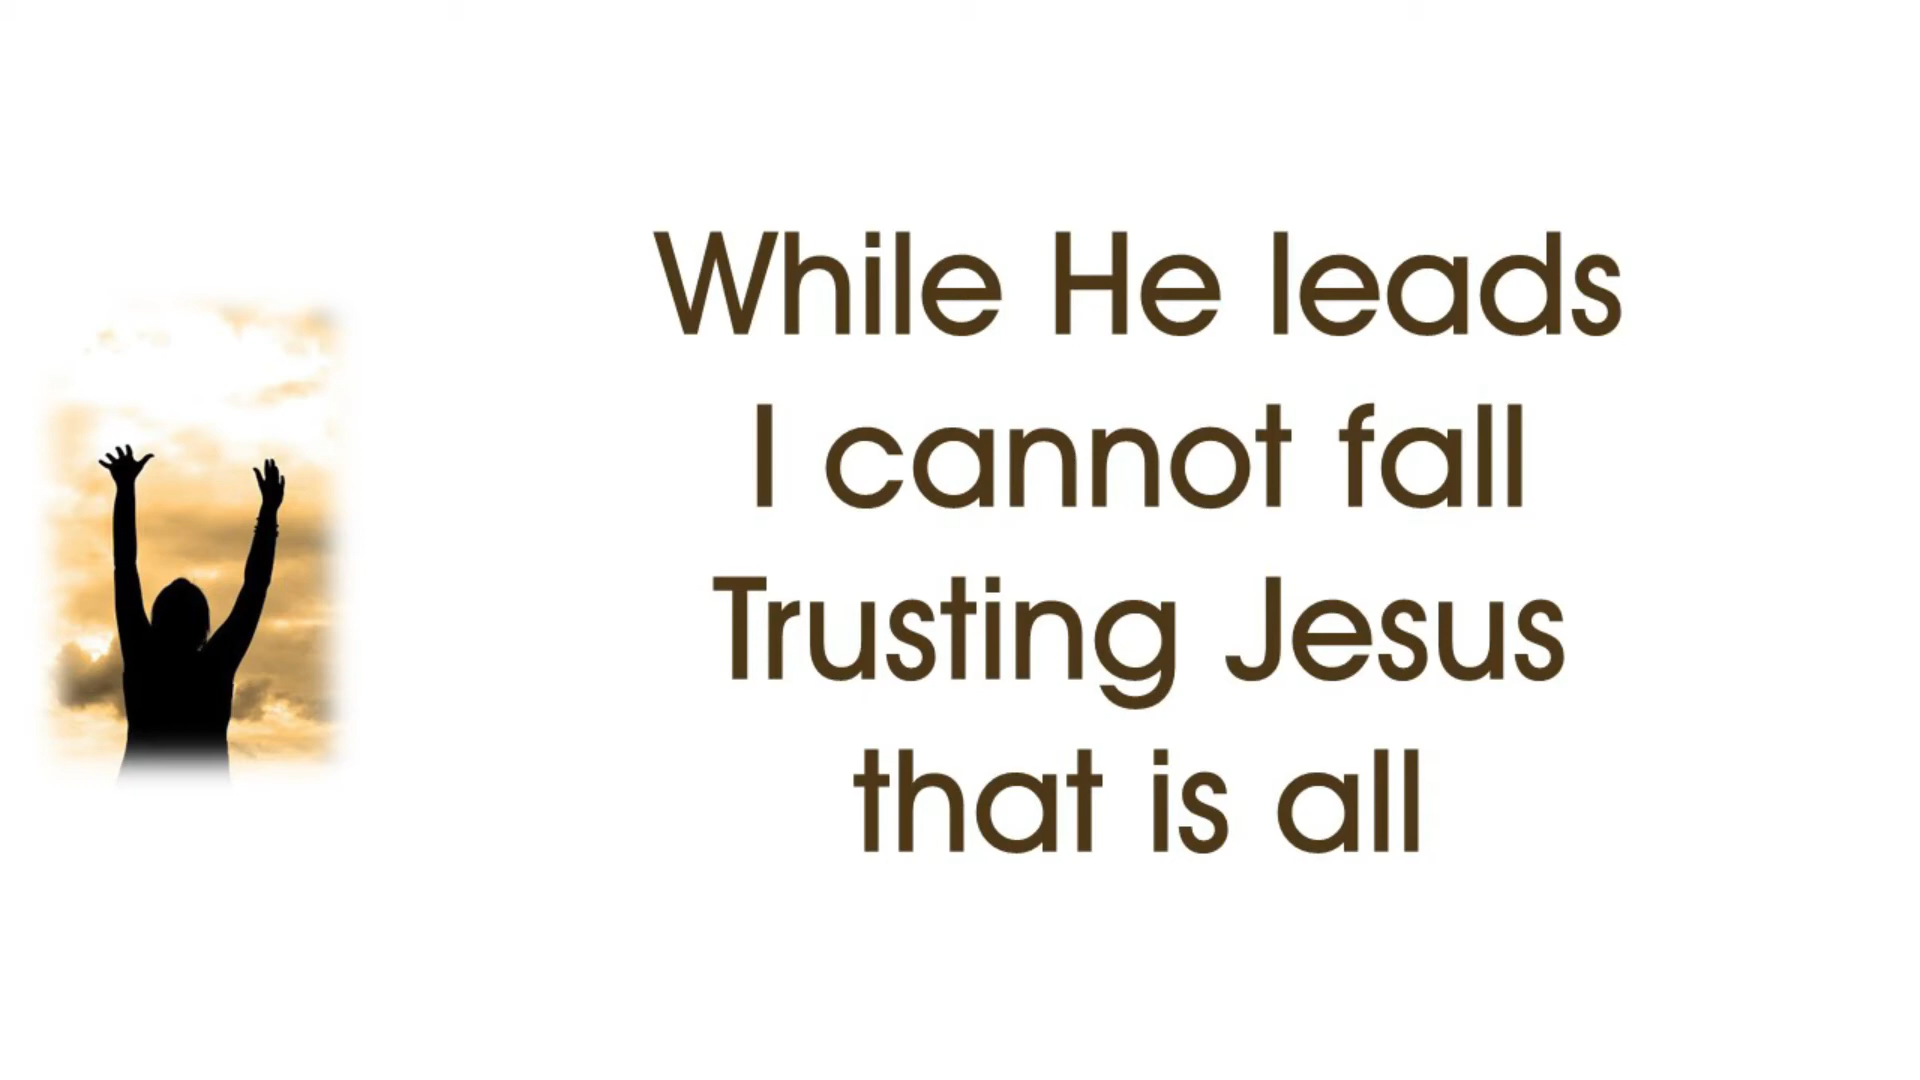 While He leads
I cannot fall
Trusting Jesus
that is all